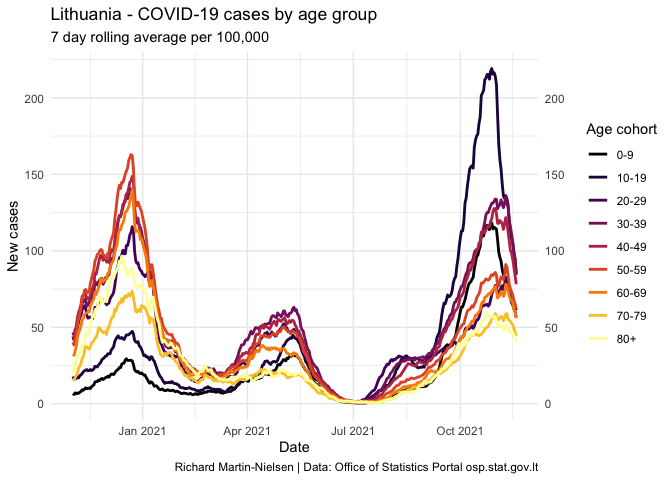 Lithuania - COVID-19 cases by age group
7 day rolling average per 100,000
200
150
100
50
0
New cases
200
150
100
50
0
Jan 2021
Apr 2021
Jul 2021
Oct 2021
Date
Age cohort
0-9
10-19
20-29
30-39
40-49
50-59
60-69
70-79
80+
Richard Martin-Nielsen | Data: Office of Statistics Portal osp.stat.gov.lt